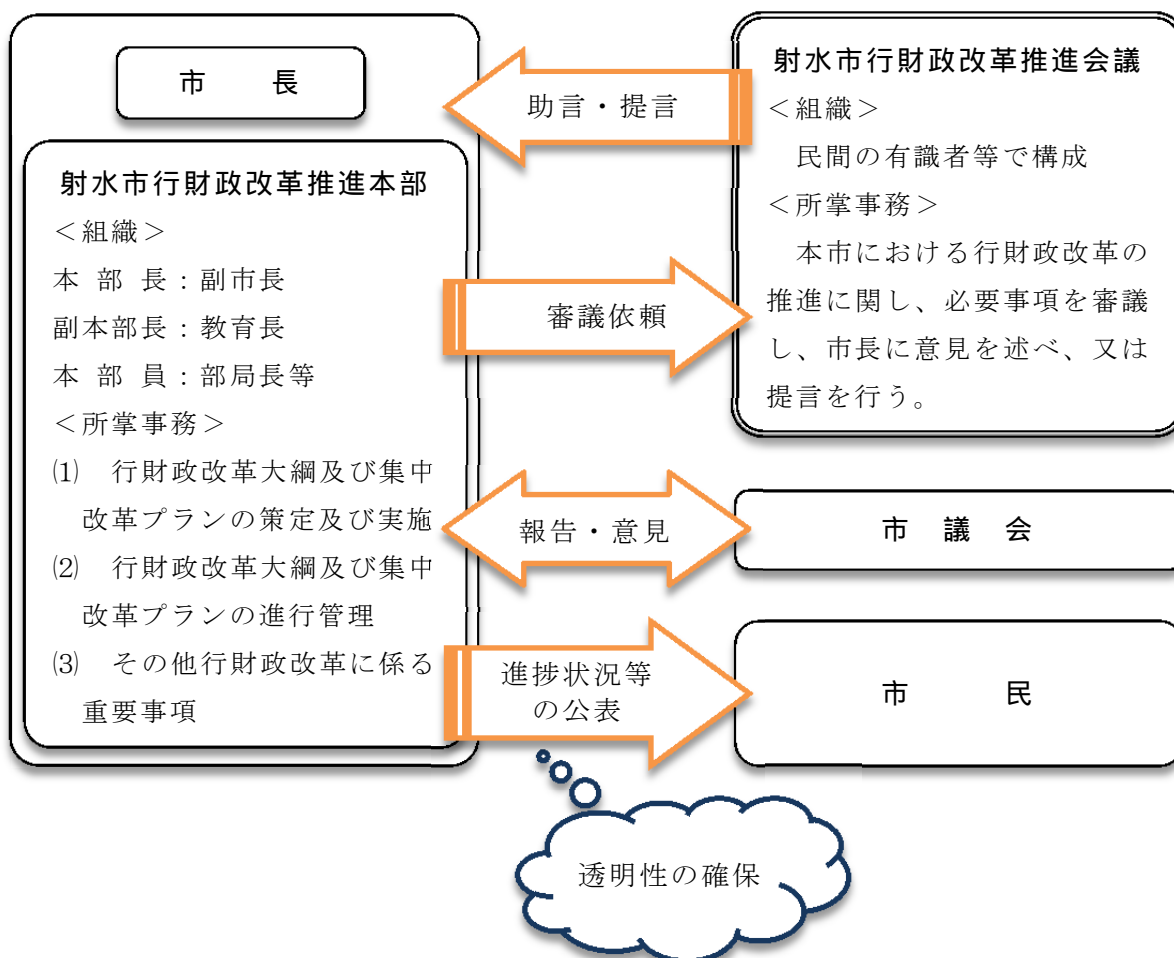 市　　長
射水市行財政改革推進本部
＜組織＞
本 部 長：副市長
副本部長：教育長
本 部 員：部局長等
＜所掌事務＞
⑴　行財政改革大綱及び集中
改革プランの策定及び実施
⑵　行財政改革大綱及び集中
改革プランの進行管理
⑶　その他行財政改革に係る
重要事項
助言・提言
審議依頼
報告・意見
進捗状況等
の公表
透明性の確保
射水市行財政改革推進会議
＜組織＞
民間の有識者等で構成
＜所掌事務＞
本市における行財政改革の
推進に関し、必要事項を審議
し、市長に意見を述べ、又は
提言を行う。
市　議　会
市　　民